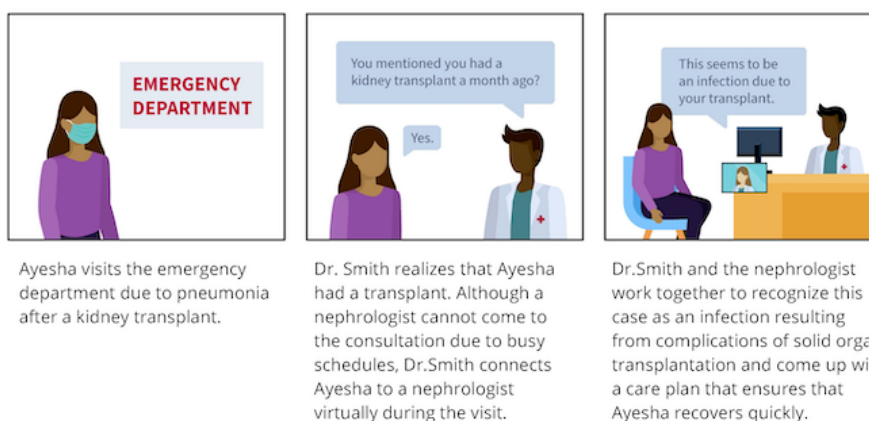 EMERGENCY
DEPARTMENT
You mentioned you had a
kidney transplant a month ago?
Yes.
This seems to be
an infection due to
your transplant.
Ayesha visits the emergency
department due to pneumonia
after a kidney transplant.
Dr. Smith realizes that Ayesha
had a transplant. Although a
nephrologist cannot come to
the consultation due to busy
schedules, Dr.Smith connects
Ayesha to a nephrologist
virtually during the visit.
Dr.Smith and the nephrologist
work together to recognize this
case as an infection resulting
from complications of solid orga
transplantation and come up wi
a care plan that ensures that
Ayesha recovers quickly.